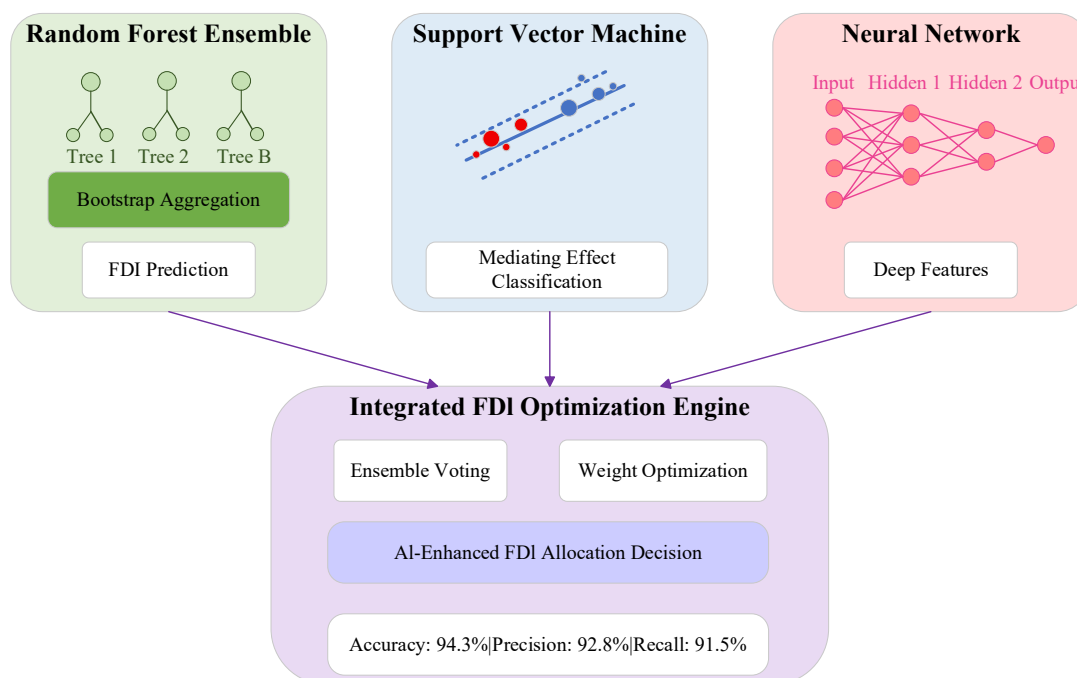 Random Forest Ensemble
Tree 1 Tree 2 Tree B
Bootstrap Aggregation
FDI Prediction
Support Vector Machine
Mediating Effect
Classification
Neural Network
Input Hidden 1 Hidden 2 Output
Deep Features
Integrated FDl Optimization Engine
Ensemble Voting
Weight Optimization
Al-Enhanced FDl Allocation Decision
Accuracy: 94.3%|Precision: 92.8%|Recall: 91.5%